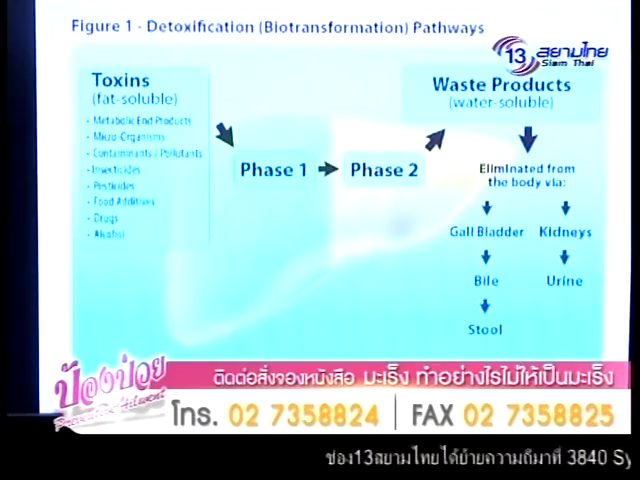 Figure 1 - Detoxification (Biotransformation) Pathways
13 สยามไทย
Siam Thai
Toxins
(fat-soluble)
- Metabolic End Products
- Micro-Organisms
- Contaminants / Pollutants
- Insecticides
- Pesticides
- Food Additives
- Drugs
- Alcohol
Phase 1
Phase 2
Waste Products
(water-soluble)
Eliminated from
the body via:
Gall Bladder
Kidneys
Bile
Urine
Stool
ป้องป่วย
ติดต่อสั่งจองหนังสือ มะเร็ง ทำอย่างไรไม่ให้เป็นมะเร็ง
โทร. 02 7358824 | FAX 02 7358825
ช่อง13สยามไทยได้ย้ายความถี่มาที่ 3840 Sy